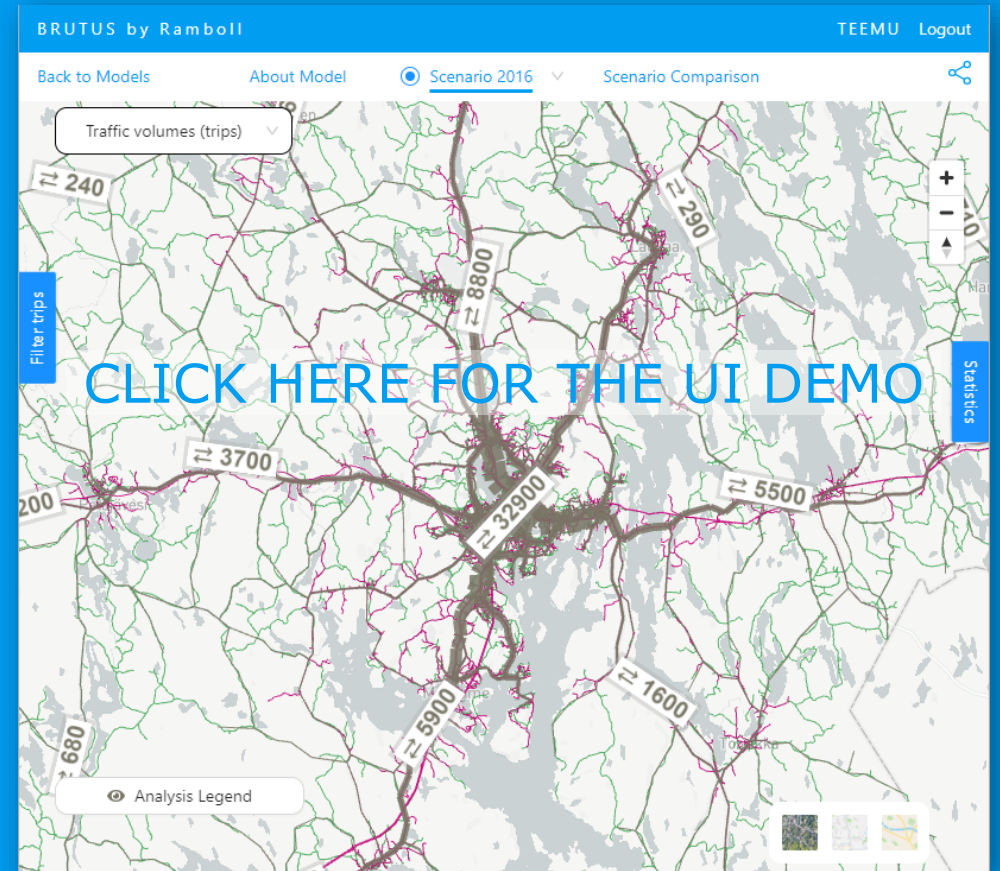 BRUTUS by Ramboll TEEMU Logout
Back to Models About Model Scenario 2016 Scenario Comparison
Traffic volumes (trips)
240
290
8800
Filter trips
CLICK HERE FOR THE UI DEMO
Statistics
3700
5500
200
32900
5900
1600
680
Analysis Legend